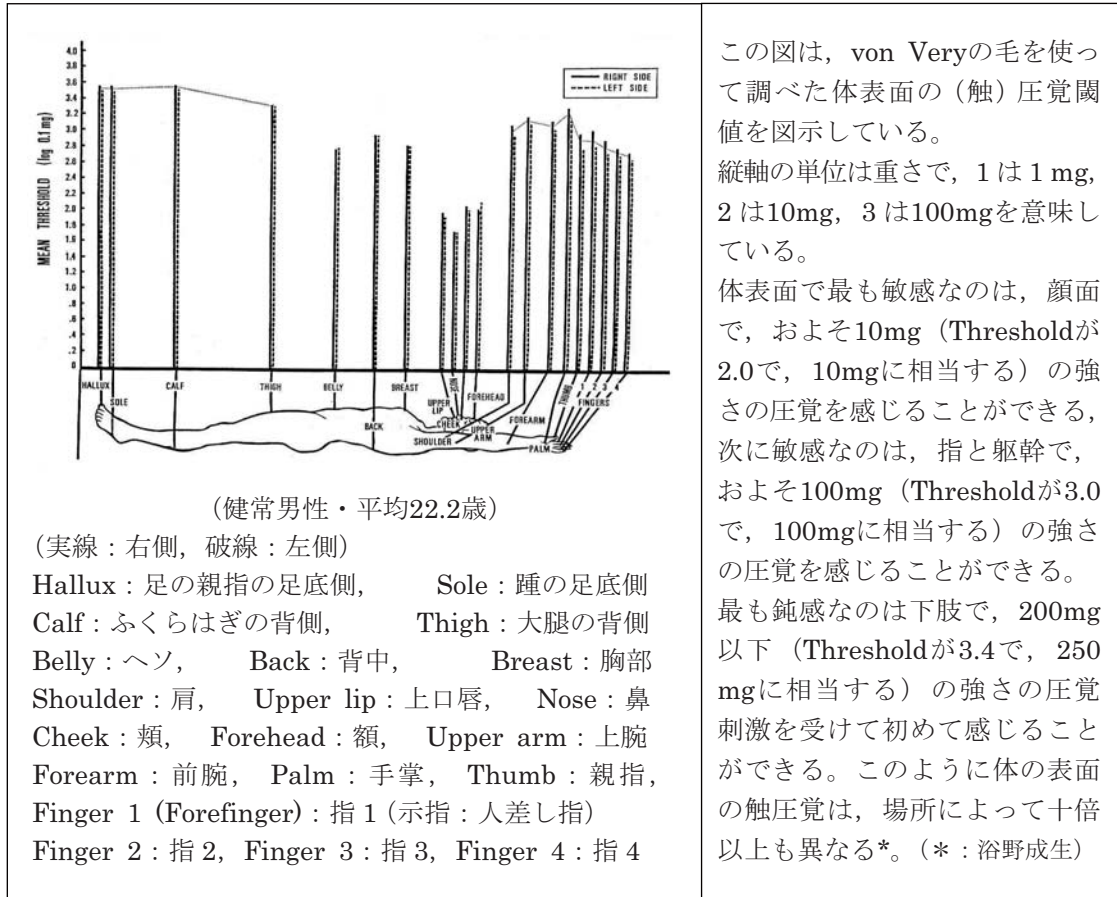 4.0
3.8
3.6
3.4
3.2
3.0
2.8
2.6
2.4
2.2
2.0
1.8
1.6
1.4
1.2
1.0
.8
.6
.4
.2
0
MEAN THRESHOLD (log 0.1 mg)
RIGHT SIDE
LEFT SIDE
HALLUX
SOLE
CALF
THIGH
BELLY
BACK
BREAST
UPPER LIP
NOSE
CHEEK
FOREHEAD
SHOULDER
UPPER ARM
FOREARM
PALM
THUMB
1 2 3 4
FINGERS
(健常男性・平均22.2歳)
(実線:右側,破線:左側)
Hallux:足の親指の足底側, Sole:踵の足底側
Calf:ふくらはぎの背側, Thigh:大腿の背側
Belly:ヘソ, Back:背中, Breast:胸部
Shoulder:肩, Upper lip:上口唇, Nose:鼻
Cheek:頬, Forehead:額, Upper arm:上腕
Forearm:前腕, Palm:手掌, Thumb:親指,
Finger 1 (Forefinger):指1(示指:人差し指)
Finger 2:指2, Finger 3:指3, Finger 4:指4
この図は,von Veryの毛を使っ
て調べた体表面の(触)圧覚閾
値を図示している。
縦軸の単位は重さで,1は1mg,
2は10mg,3は100mgを意味し
ている。
体表面で最も敏感なのは,顔面
で,およそ10mg(Thresholdが
2.0で,10mgに相当する)の強
さの圧覚を感じることができる,
次に敏感なのは,指と躯幹で,
およそ100mg(Thresholdが3.0
で,100mgに相当する)の強さ
の圧覚を感じることができる。
最も鈍感なのは下肢で,200mg
以下(Thresholdが3.4で,250
mgに相当する)の強さの圧覚
刺激を受けて初めて感じること
ができる。このように体の表面
の触圧覚は,場所によって十倍
以上も異なる*。(*:浴野成生)